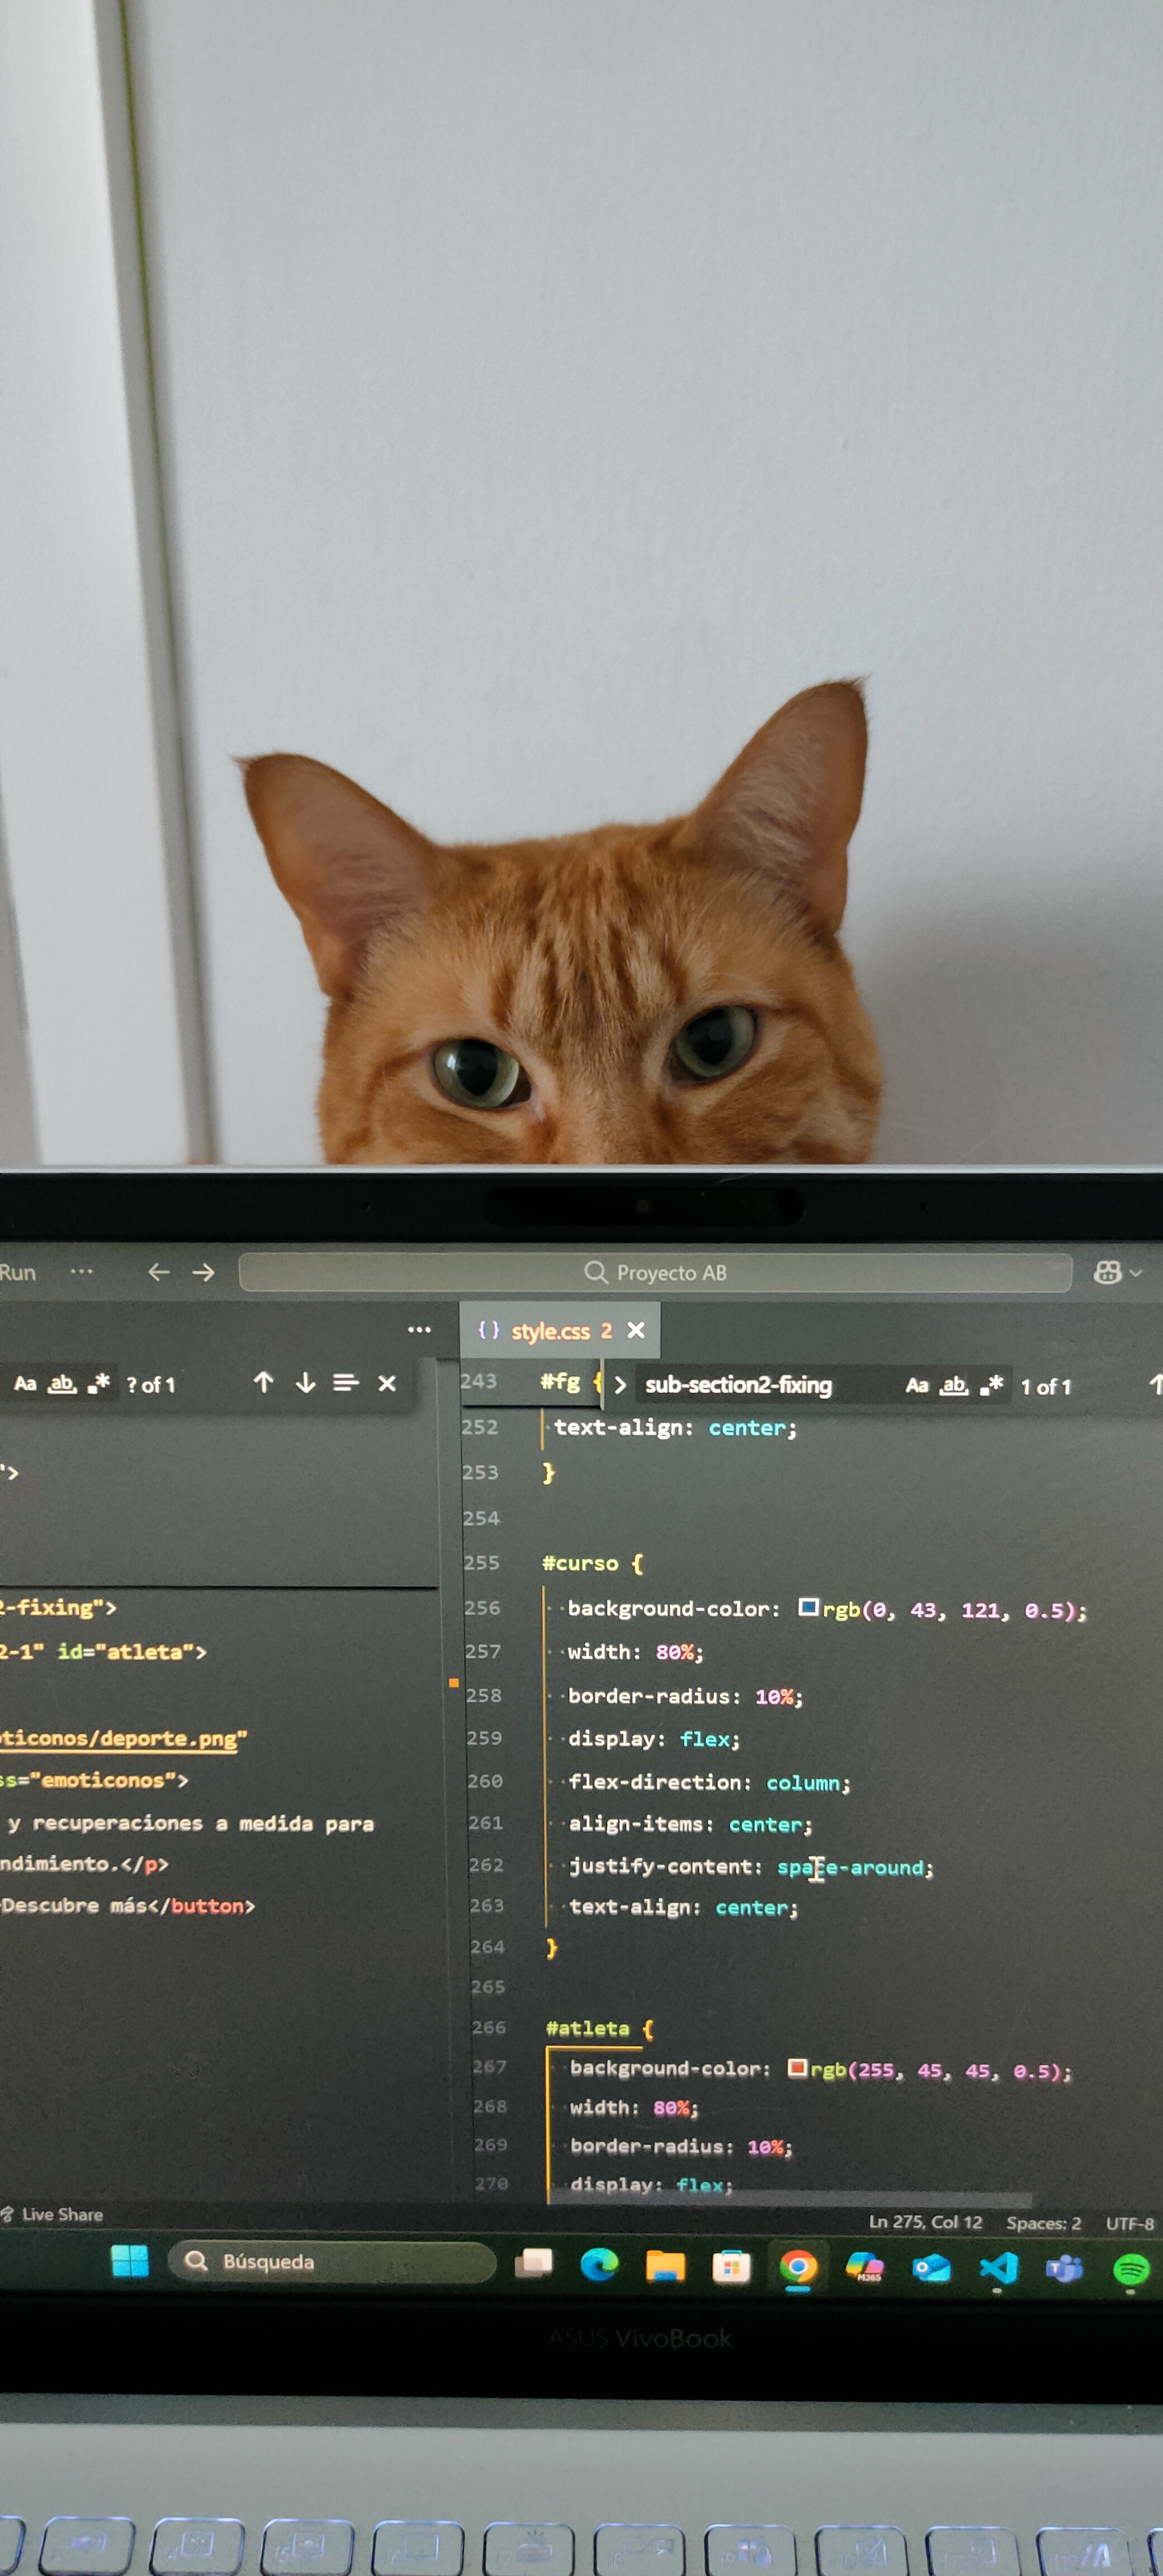 Run ··· ← → Proyecto AB
··· {} style.css 2 ×
Aa ab .* ? of 1 ↑ ↓ ×
> sub-section2-fixing Aa ab .* 1 of 1 ↑
">
2-fixing">
2-1" id="atleta">
oticonos/deporte.png"
ss="emoticonos">
y recuperaciones a medida para
ndimiento.</p>
Descubre más</button>
243 #fg {
252 text-align: center;
253 }
254
255 #curso {
256 background-color: rgb(0, 43, 121, 0.5);
257 width: 80%;
258 border-radius: 10%;
259 display: flex;
260 flex-direction: column;
261 align-items: center;
262 justify-content: space-around;
263 text-align: center;
264 }
265
266 #atleta {
267 background-color: rgb(255, 45, 45, 0.5);
268 width: 80%;
269 border-radius: 10%;
270 display: flex;
Live Share Ln 275, Col 12 Spaces: 2 UTF-8
Búsqueda M365
ASUS VivoBook